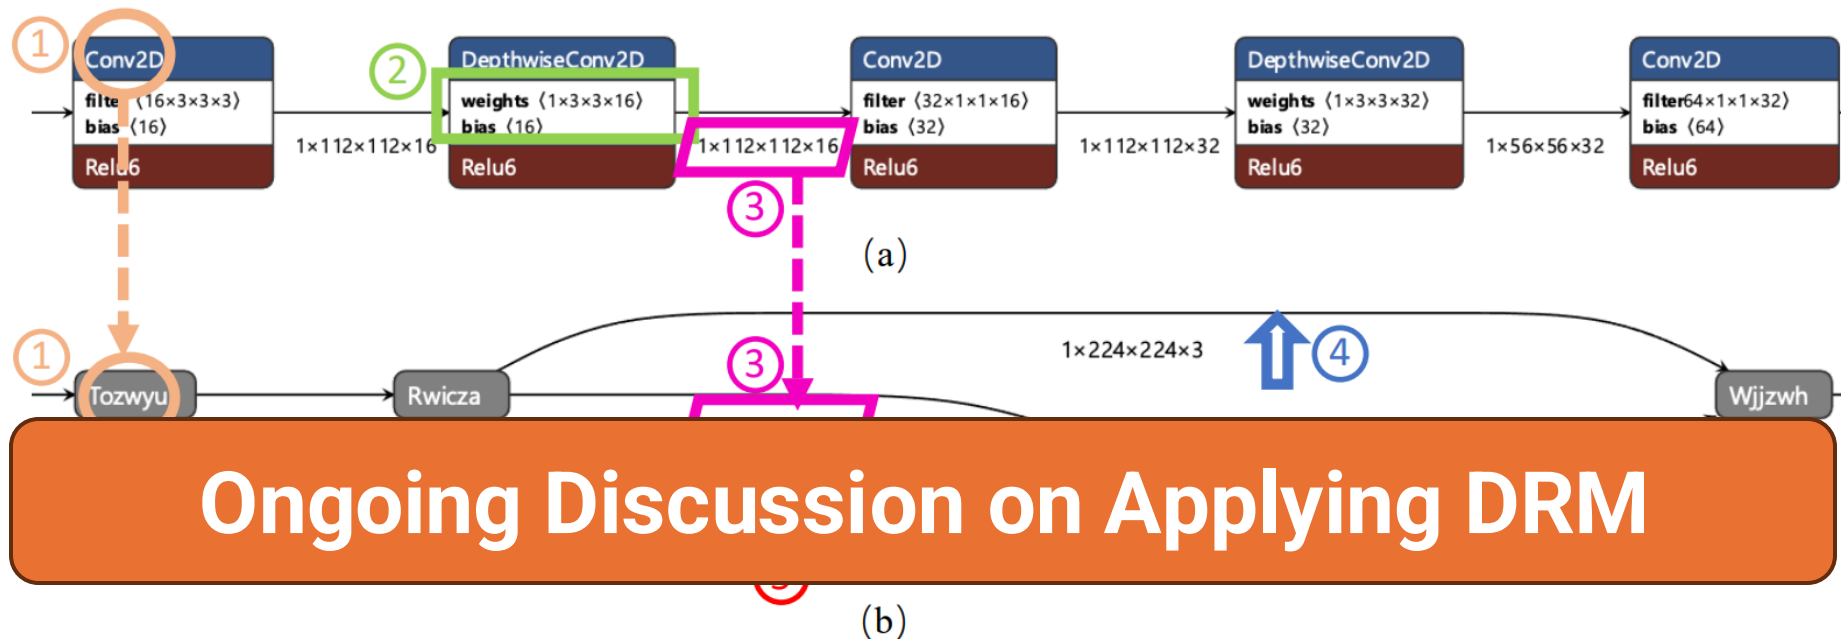 1
Conv2D
filter ⟨16×3×3×3⟩
bias ⟨16⟩
Relu6
1×112×112×16
2
DepthwiseConv2D
weights ⟨1×3×3×16⟩
bias ⟨16⟩
Relu6
1×112×112×16
3
Conv2D
filter ⟨32×1×1×16⟩
bias ⟨32⟩
Relu6
1×112×112×32
DepthwiseConv2D
weights ⟨1×3×3×32⟩
bias ⟨32⟩
Relu6
1×56×56×32
Conv2D
filter64×1×1×32⟩
bias ⟨64⟩
Relu6
(a)
1
Tozwyu
Rwicza
3
1×224×224×3
4
Wjjzwh
Ongoing Discussion on Applying DRM
(b)